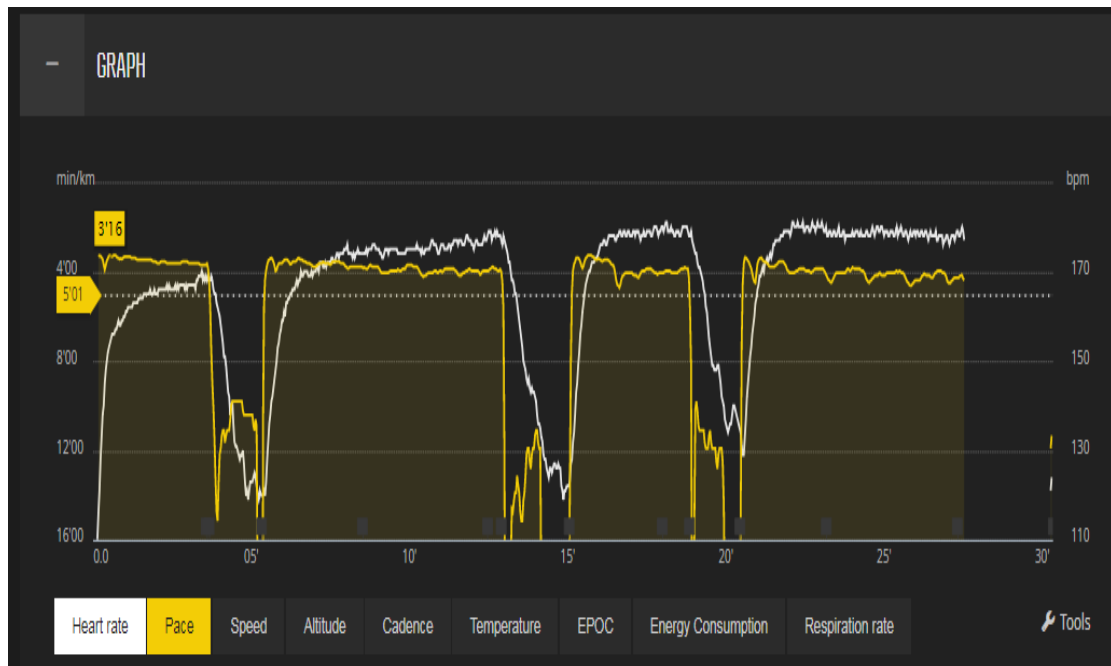 GRAPH
min/km
bpm
3'16
4'00
170
5'01
8'00
150
12'00
130
16'00
110
0.0 05' 10' 15' 20' 25' 30'
Heart rate Pace Speed Altitude Cadence Temperature EPOC Energy Consumption Respiration rate Tools